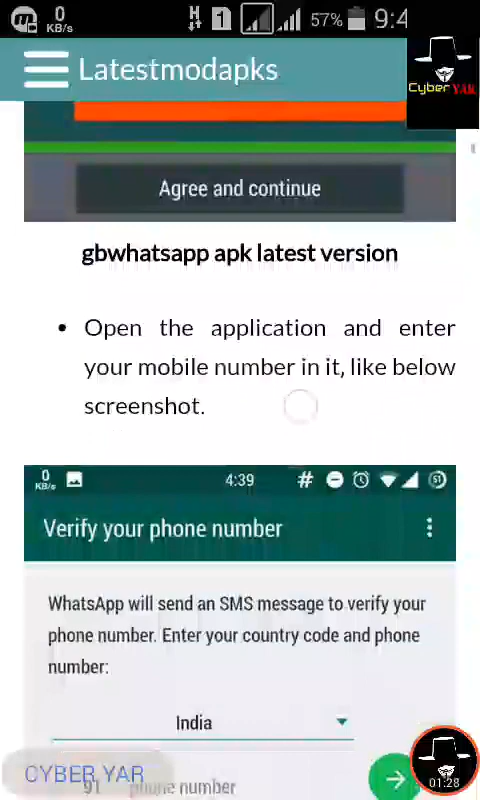 0 KB/s H 1 57% 9:4
Latestmodapks
Cyber YAR
Agree and continue
gbwhatsapp apk latest version
• Open the application and enter
your mobile number in it, like below
screenshot.
0 KB/s 4:39 51
Verify your phone number
WhatsApp will send an SMS message to verify your
phone number. Enter your country code and phone
number:
India
CYBER YAR
91 phone number
01:28